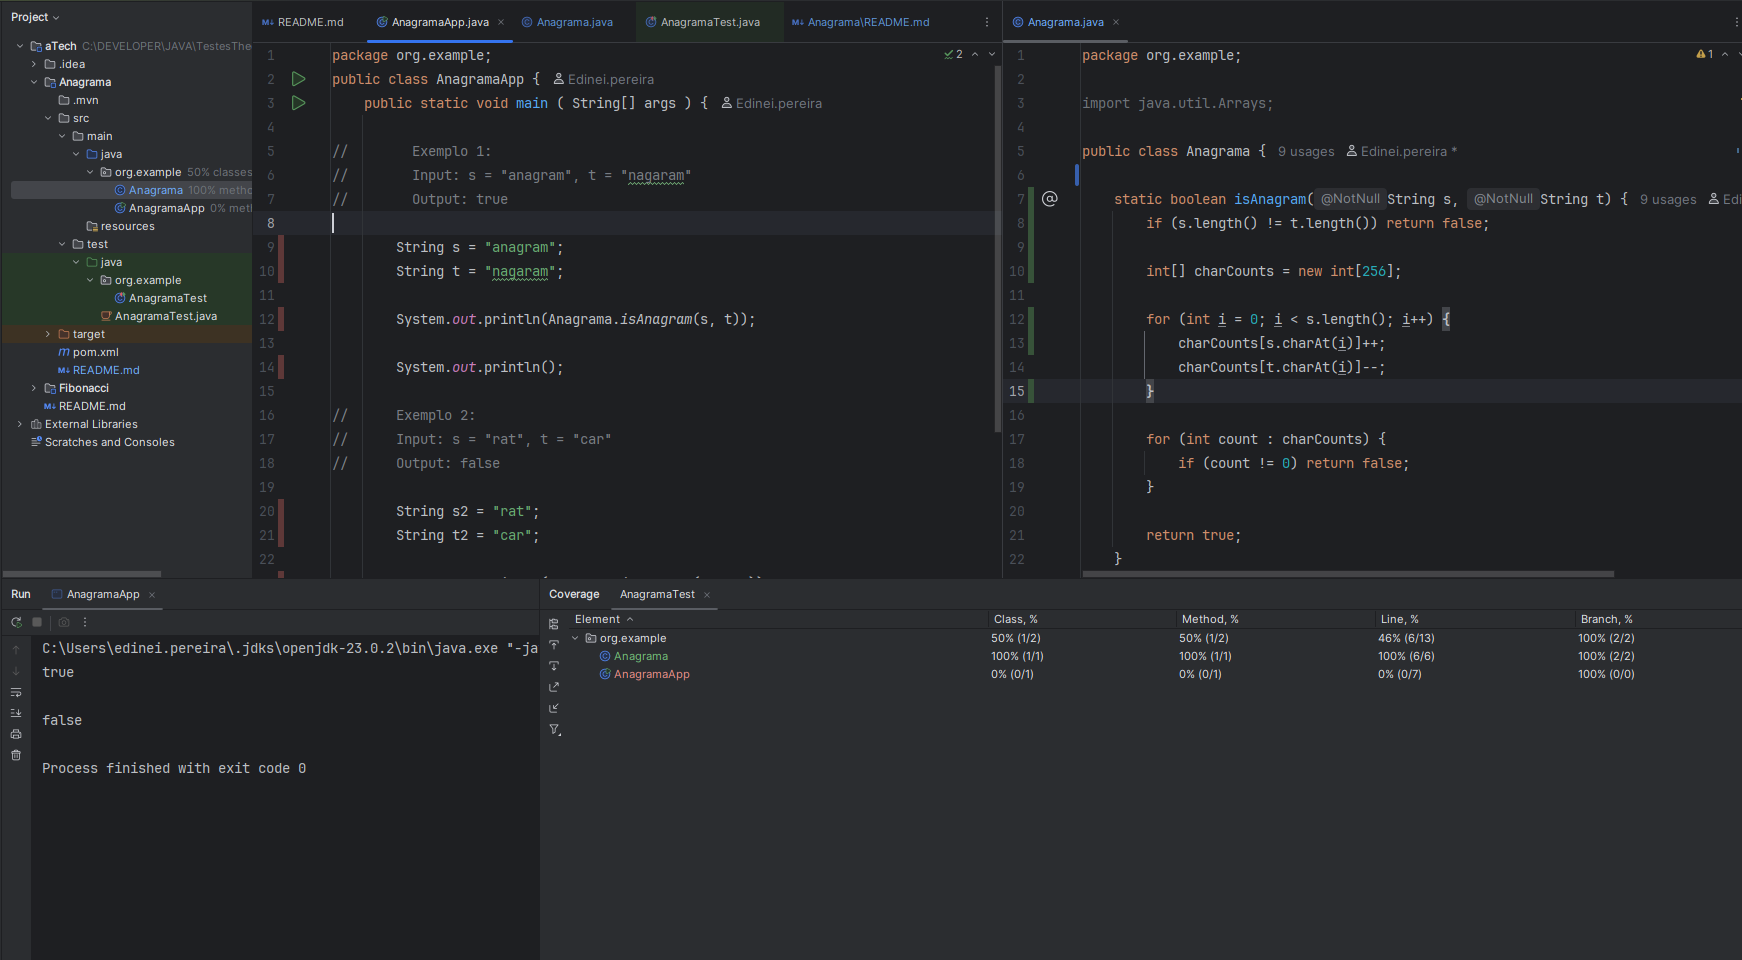 Project
aTech C:\DEVELOPER\JAVA\TestesThe
.idea
Anagrama
.mvn
src
main
java
org.example 50% classes
Anagrama 100% metho
AnagramaApp 0% met
resources
test
java
org.example
AnagramaTest
AnagramaTest.java
target
pom.xml
README.md
Fibonacci
README.md
External Libraries
Scratches and Consoles
README.md AnagramaApp.java Anagrama.java AnagramaTest.java Anagrama\README.md
2
1 package org.example;
2 public class AnagramaApp { Edinei.pereira
3 public static void main ( String[] args ) { Edinei.pereira
4
5 // Exemplo 1:
6 // Input: s = "anagram", t = "nagaram"
7 // Output: true
8
9 String s = "anagram";
10 String t = "nagaram";
11
12 System.out.println(Anagrama.isAnagram(s, t));
13
14 System.out.println();
15
16 // Exemplo 2:
17 // Input: s = "rat", t = "car"
18 // Output: false
19
20 String s2 = "rat";
21 String t2 = "car";
22
Anagrama.java
1
1 package org.example;
2
3 import java.util.Arrays;
4
5 public class Anagrama { 9 usages Edinei.pereira *
6
7 @ static boolean isAnagram( @NotNull String s, @NotNull String t) { 9 usages Edi
8 if (s.length() != t.length()) return false;
9
10 int[] charCounts = new int[256];
11
12 for (int i = 0; i < s.length(); i++) {
13 charCounts[s.charAt(i)]++;
14 charCounts[t.charAt(i)]--;
15 }
16
17 for (int count : charCounts) {
18 if (count != 0) return false;
19 }
20
21 return true;
22 }
Run AnagramaApp
C:\Users\edinei.pereira\.jdks\openjdk-23.0.2\bin\java.exe "-ja
true
false
Process finished with exit code 0
Coverage AnagramaTest
Element Class, % Method, % Line, % Branch, %
org.example 50% (1/2) 50% (1/2) 46% (6/13) 100% (2/2)
Anagrama 100% (1/1) 100% (1/1) 100% (6/6) 100% (2/2)
AnagramaApp 0% (0/1) 0% (0/1) 0% (0/7) 100% (0/0)